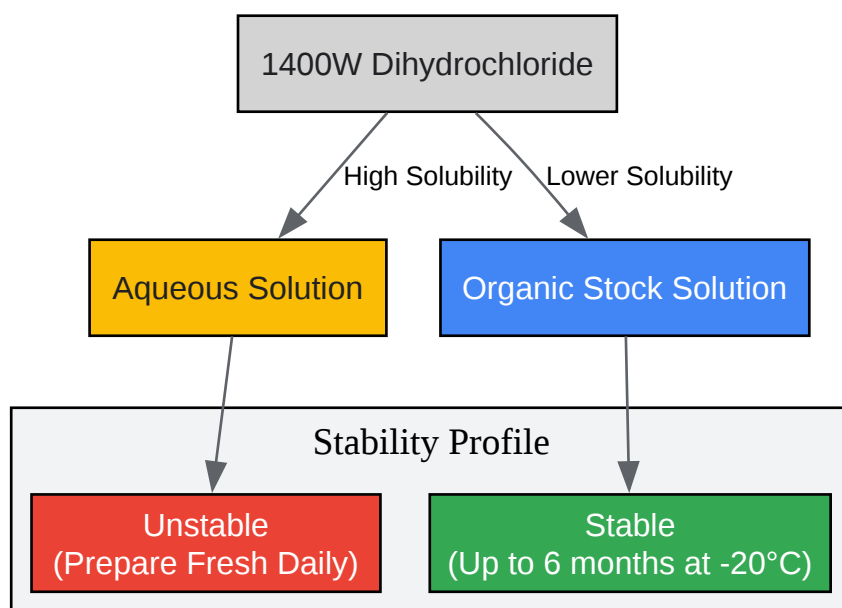 1400W Dihydrochloride
High Solubility
Lower Solubility
Aqueous Solution
Organic Stock Solution
Stability Profile
Unstable
(Prepare Fresh Daily)
Stable
(Up to 6 months at -20°C)